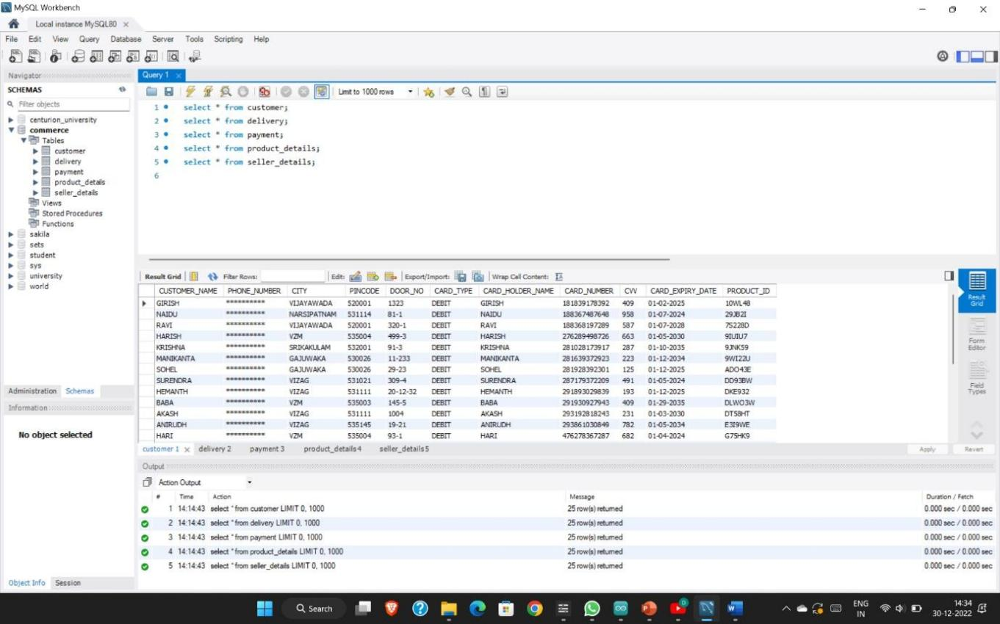 MySQL Workbench
Local instance MySQL80
File Edit View Query Database Server Tools Scripting Help
Navigator
SCHEMAS
Filter objects
centurion_university
commerce
Tables
customer
delivery
payment
product_details
seller_details
Views
Stored Procedures
Functions
sakila
sets
student
sys
university
world
Administration Schemas
Information
No object selected
Object Info Session
Query 1
Limit to 1000 rows
1 select * from customer;
2 select * from delivery;
3 select * from payment;
4 select * from product_details;
5 select * from seller_details;
6
Result Grid Filter Rows: Edit: Export/Import: Wrap Cell Content:
CUSTOMER_NAME PHONE_NUMBER CITY PINCODE DOOR_NO CARD_TYPE CARD_HOLDER_NAME CARD_NUMBER CVV CARD_EXPIRY_DATE PRODUCT_ID
GIRISH ********** VIJAYAWADA 520001 1323 DEBIT GIRISH 181839178392 409 01-02-2025 10WL48
NAIDU ********** NARSIPATNAM 531114 81-1 DEBIT NAIDU 188367487648 958 01-07-2024 29JB2I
RAVI ********** VIJAYAWADA 520001 320-1 DEBIT RAVI 188368197289 587 01-07-2028 7S228D
HARISH ********** VZM 535004 499-3 DEBIT HARISH 276289498726 663 01-05-2030 9IUIU7
KRISHNA ********** SRIKAKULAM 532001 91-3 DEBIT KRISHNA 281028173917 287 01-10-2035 9JNK59
MANIKANTA ********** GAJUWAKA 530026 11-233 DEBIT MANIKANTA 281639372923 223 01-12-2034 9WI22U
SOHEL ********** GAJUWAKA 530026 29-23 DEBIT SOHEL 281928392301 125 01-12-2025 ADO43E
SURENDRA ********** VIZAG 531021 309-4 DEBIT SURENDRA 287179372209 491 01-05-2024 DD93BW
HEMANTH ********** VIZAG 531111 20-12-32 DEBIT HEMANTH 291893029839 193 01-12-2025 DKE932
BABA ********** VZM 535003 145-5 DEBIT BABA 291930927943 409 01-29-2035 DLWO3W
AKASH ********** VIZAG 531111 1004 DEBIT AKASH 293192818243 231 01-03-2030 DT58HT
ANIRUDH ********** VIZAG 535145 19-21 DEBIT ANIRUDH 293861030849 782 01-05-2034 E3I9WE
HARI ********** VZM 535004 93-1 DEBIT HARI 476278367287 682 01-04-2024 G75HK9
Result Grid
Form Editor
Field Types
customer 1 delivery 2 payment 3 product_details 4 seller_details 5
Apply Revert
Output
Action Output
# Time Action Message Duration / Fetch
1 14:14:43 select * from customer LIMIT 0, 1000 25 row(s) returned 0.000 sec / 0.000 sec
2 14:14:43 select * from delivery LIMIT 0, 1000 25 row(s) returned 0.000 sec / 0.000 sec
3 14:14:43 select * from payment LIMIT 0, 1000 25 row(s) returned 0.000 sec / 0.000 sec
4 14:14:43 select * from product_details LIMIT 0, 1000 25 row(s) returned 0.000 sec / 0.000 sec
5 14:14:43 select * from seller_details LIMIT 0, 1000 25 row(s) returned 0.000 sec / 0.000 sec
Search
ENG
IN
14:34
30-12-2022